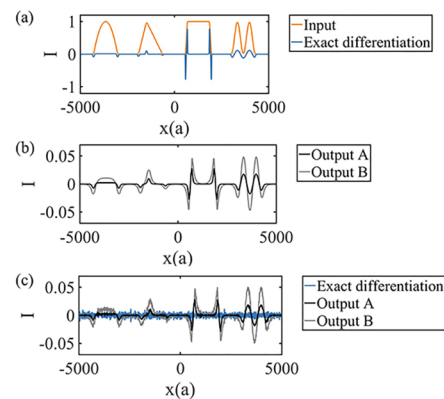 (a)
I
1
0
-1
-5000
0
5000
x(a)
Input
Exact differentiation
(b)
I
0.05
0
-0.05
-5000
0
5000
x(a)
Output A
Output B
(c)
I
0.05
0
-0.05
-5000
0
5000
x(a)
Exact differentiation
Output A
Output B